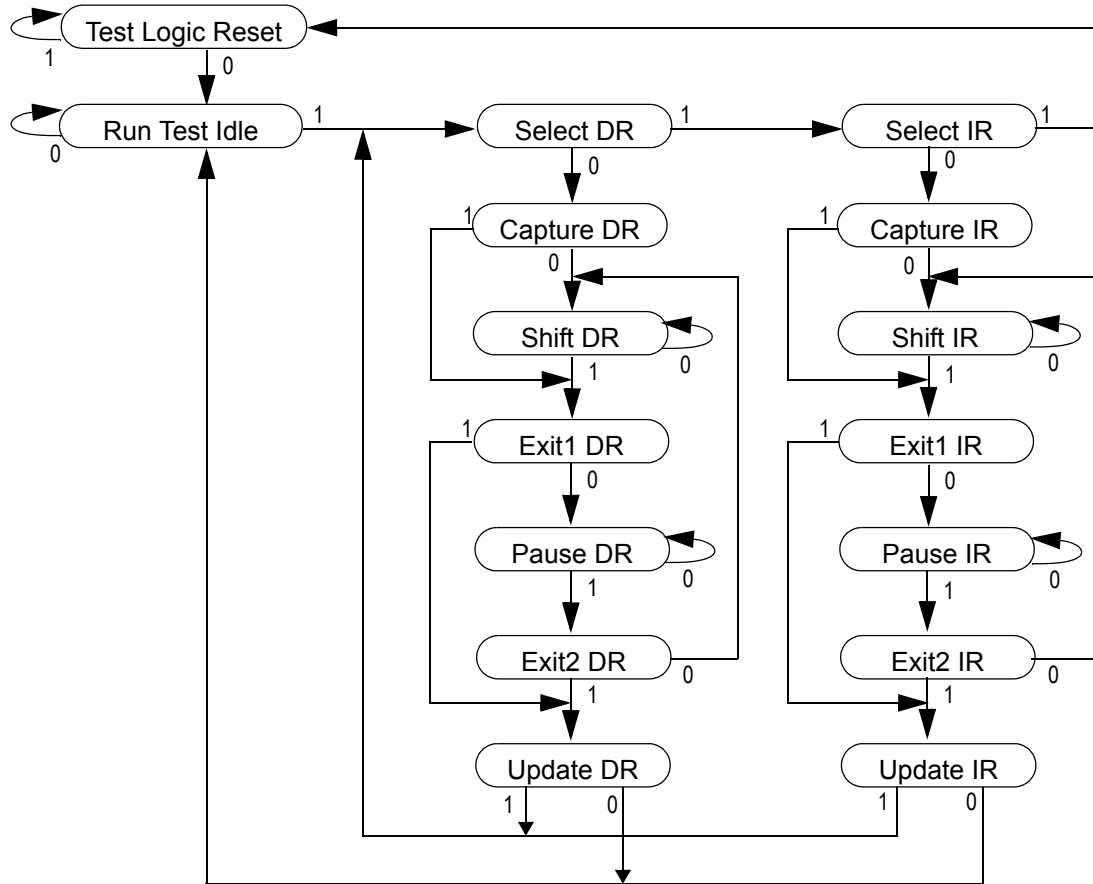 Test Logic Reset
1
0
Run Test Idle
0
1
Select DR
1
0
Select IR
1
0
Capture DR
1
0
Capture IR
1
0
Shift DR
0
1
Shift IR
0
1
Exit1 DR
1
0
Exit1 IR
1
0
Pause DR
0
1
Pause IR
0
1
Exit2 DR
0
1
Exit2 IR
0
1
Update DR
1
0
Update IR
1
0